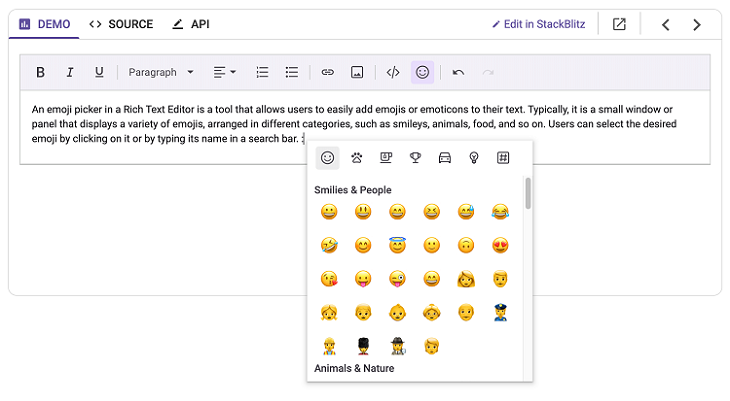 DEMO SOURCE API Edit in StackBlitz
B I U Paragraph
An emoji picker in a Rich Text Editor is a tool that allows users to easily add emojis or emoticons to their text. Typically, it is a small window or
panel that displays a variety of emojis, arranged in different categories, such as smileys, animals, food, and so on. Users can select the desired
emoji by clicking on it or by typing its name in a search bar. :
Smilies & People
Animals & Nature